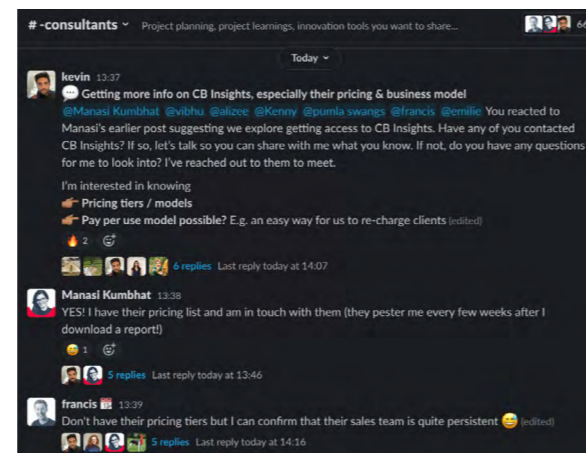 # -consultants Project planning, project learnings, innovation tools you want to share... 66
Today
kevin 13:37
💬 Getting more info on CB Insights, especially their pricing & business model
@Manasi Kumbhat @vibhu @alizee @Kenny @pumla swangs @francis @emilie You reacted to
Manasi's earlier post suggesting we explore getting access to CB Insights. Have any of you contacted
CB Insights? If so, let's talk so you can share with me what you know. If not, do you have any questions
for me to look into? I've reached out to them to meet.
I'm interested in knowing
👉 Pricing tiers / models
👉 Pay per use model possible? E.g. an easy way for us to re-charge clients (edited)
🔥 2
6 replies Last reply today at 14:07
Manasi Kumbhat 13:38
YES! I have their pricing list and am in touch with them (they pester me every few weeks after I
download a report!)
😅 1
5 replies Last reply today at 13:46
francis 📅 13:39
Don't have their pricing tiers but I can confirm that their sales team is quite persistent 😅 (edited)
5 replies Last reply today at 14:16